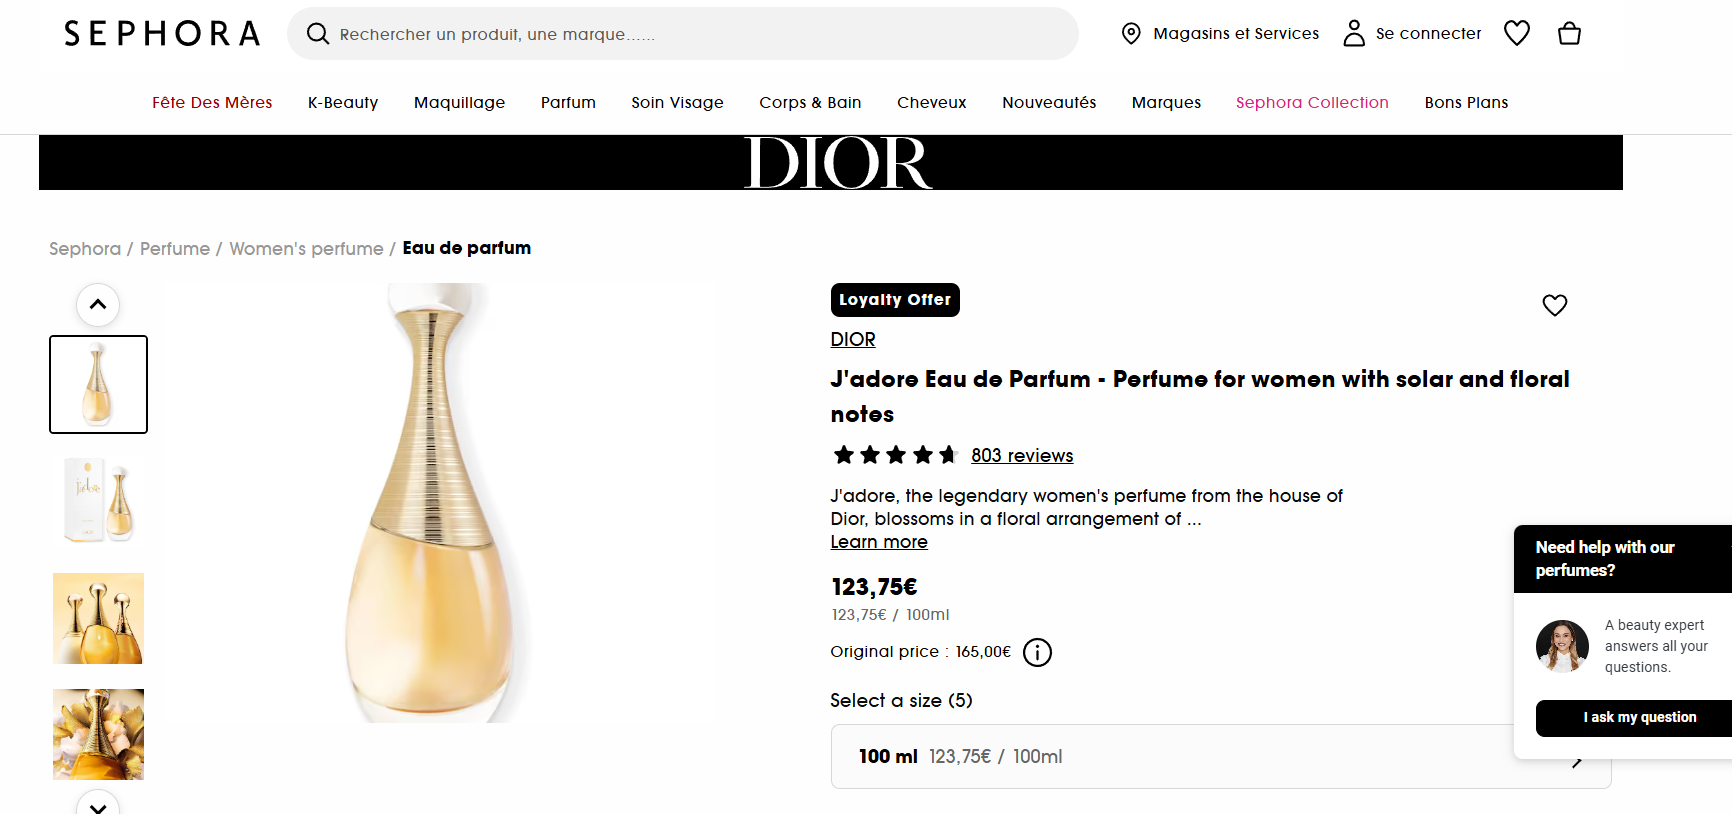 SEPHORA
Rechercher un produit, une marque......
Magasins et Services
Se connecter
Fête Des Mères
K-Beauty
Maquillage
Parfum
Soin Visage
Corps & Bain
Cheveux
Nouveautés
Marques
Sephora Collection
Bons Plans
DIOR
Sephora / Perfume / Women's perfume / Eau de parfum
j'adore
Loyalty Offer
DIOR
J'adore Eau de Parfum - Perfume for women with solar and floral
notes
803 reviews
J'adore, the legendary women's perfume from the house of
Dior, blossoms in a floral arrangement of ...
Learn more
123,75€
123,75€ / 100ml
Original price : 165,00€
Select a size (5)
100 ml 123,75€ / 100ml
Need help with our
perfumes?
A beauty expert
answers all your
questions.
I ask my question